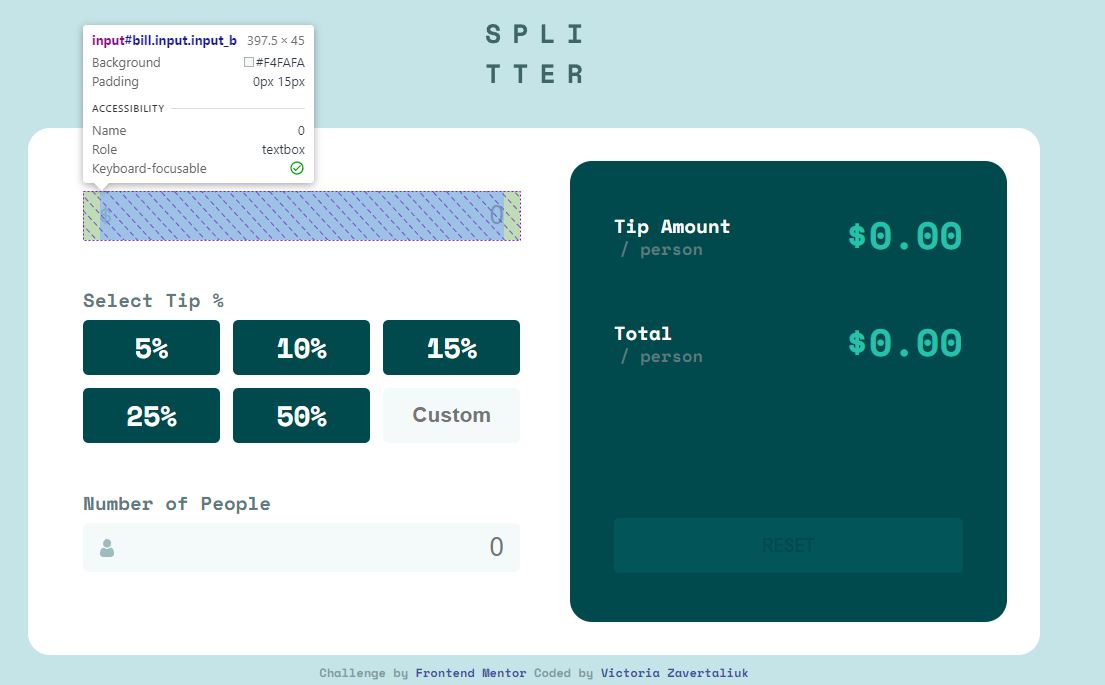 SPLI
TTER
input#bill.input.input_b 397.5 × 45
Background #F4FAFA
Padding 0px 15px
ACCESSIBILITY
Name 0
Role textbox
Keyboard-focusable
$ 0
Select Tip %
5% 10% 15%
25% 50% Custom
Number of People
0
Tip Amount
/ person
$0.00
Total
/ person
$0.00
RESET
Challenge by Frontend Mentor Coded by Victoria Zavertaliuk